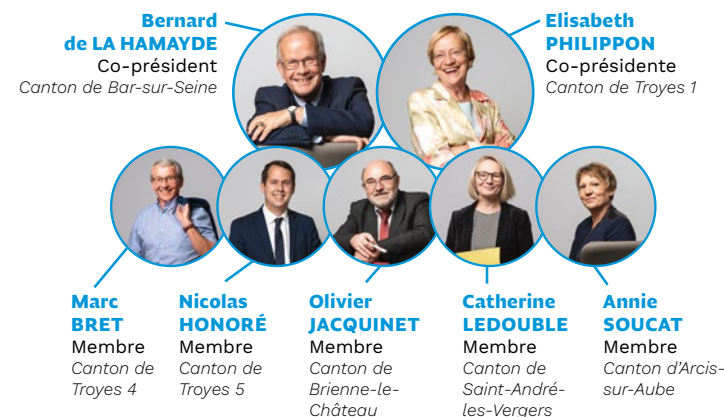 Bernard
de LA HAMAYDE
Co-président
Canton de Bar-sur-Seine
Elisabeth
PHILIPPON
Co-présidente
Canton de Troyes 1
Marc
BRET
Membre
Canton de
Troyes 4
Nicolas
HONORÉ
Membre
Canton de
Troyes 5
Olivier
JACQUINET
Membre
Canton de
Brienne-le-
Château
Catherine
LEDOUBLE
Membre
Canton de
Saint-André-
les-Vergers
Annie
SOUCAT
Membre
Canton d'Arcis-
sur-Aube